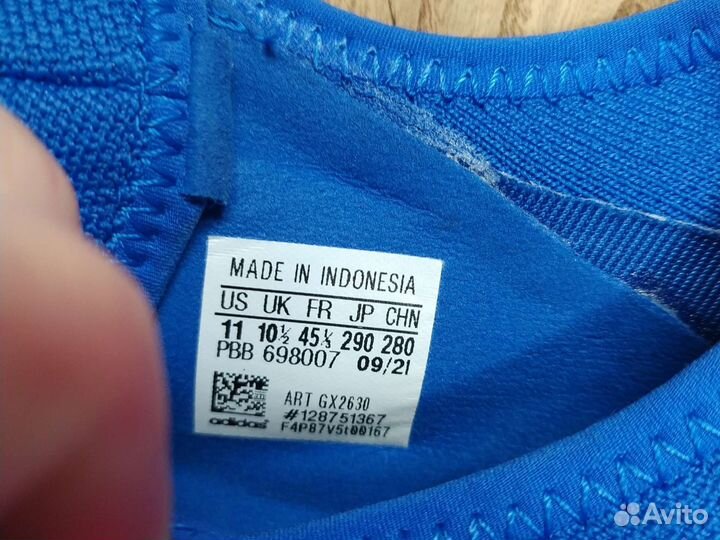 MADE IN INDONESIA
US UK FR JP CHN
11 10½ 45⅓ 290 280
PBB 698007 09/21
ART GX2630
#128751367
adidas F4P87V5t00167
Avito